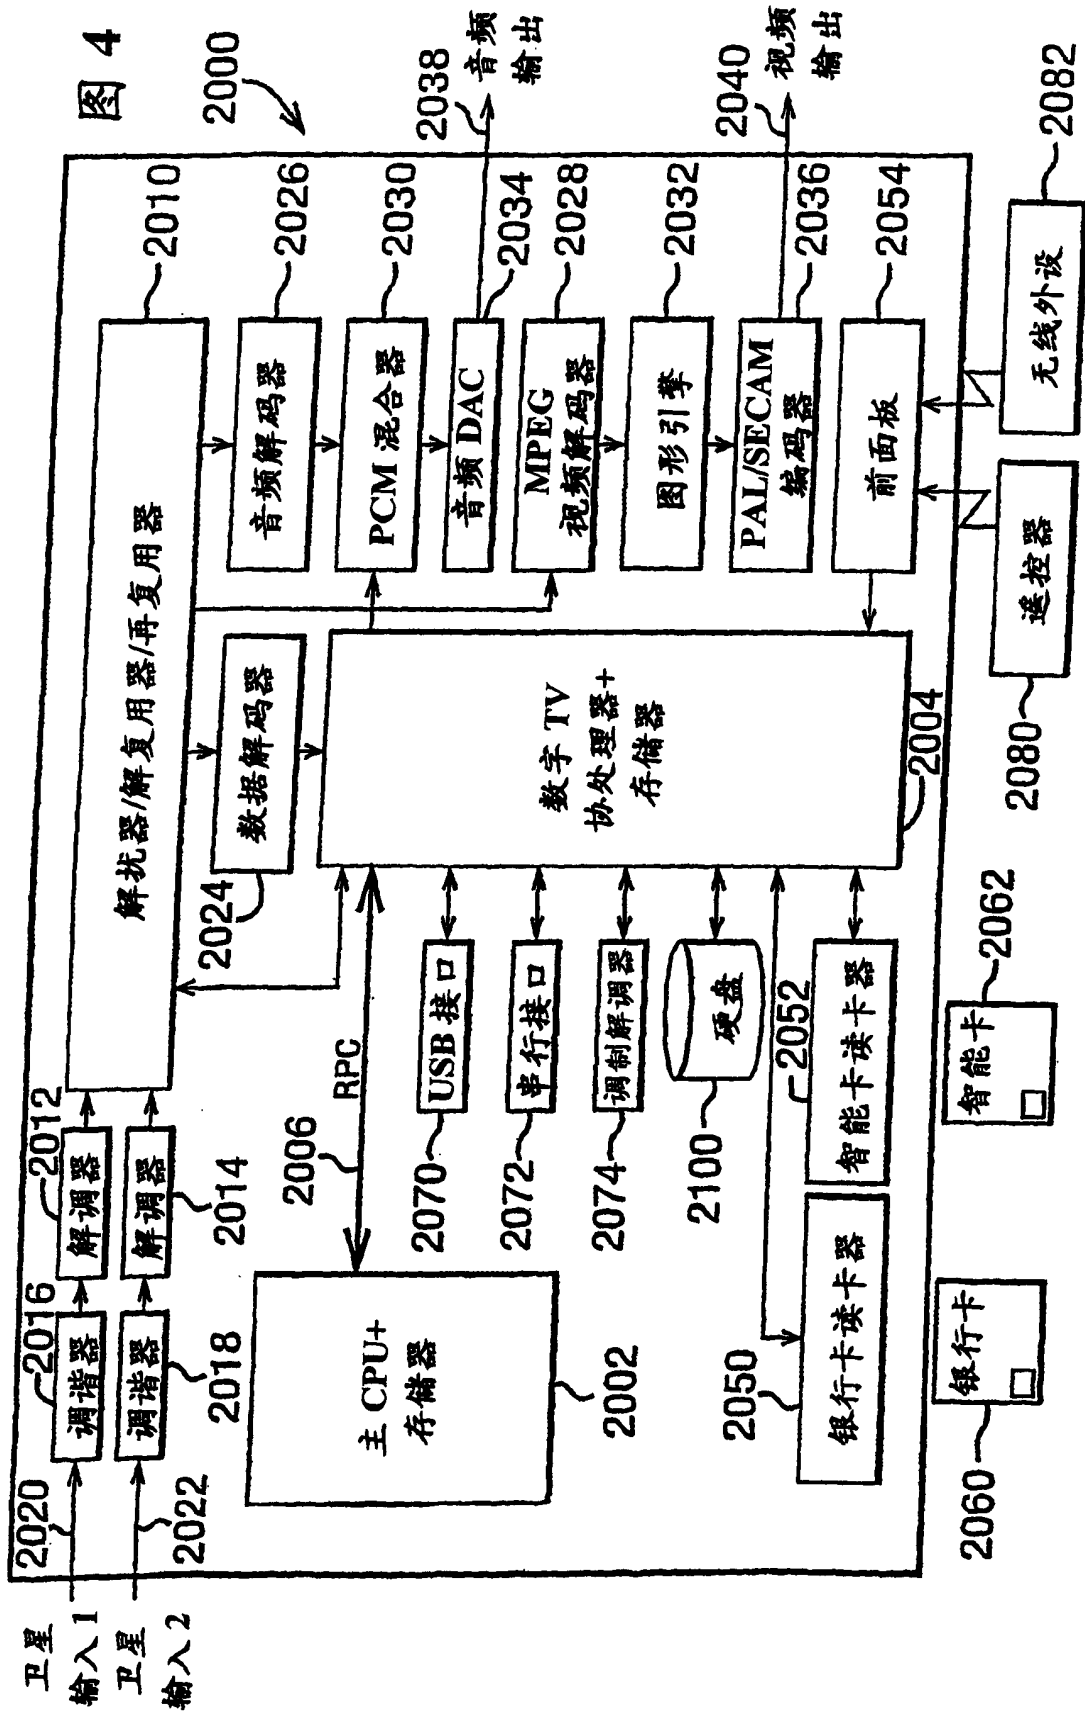 图 4
2000
卫星
输入1
卫星
输入2
2020
2022
2016
调谐器
调谐器
2018
2012
解调器
解调器
2014
解扰器/解复用器/再复用器
2010
数据解码器
2024
音频解码器
2026
PCM 混合器
2030
音频 DAC
2034
2038
音频
输出
MPEG
视频解码器
2028
图形引擎
2032
PAL/SECAM
编码器
2036
2040
视频
输出
前面板
2054
主 CPU+
存储器
2002
2006
RPC
数字 TV
协处理器+
存储器
2004
USB 接口
2070
串行接口
2072
调制解调器
2074
硬盘
2100
智能卡读卡器
2052
银行卡读卡器
2050
银行卡
2060
智能卡
2062
遥控器
2080
无线外设
2082